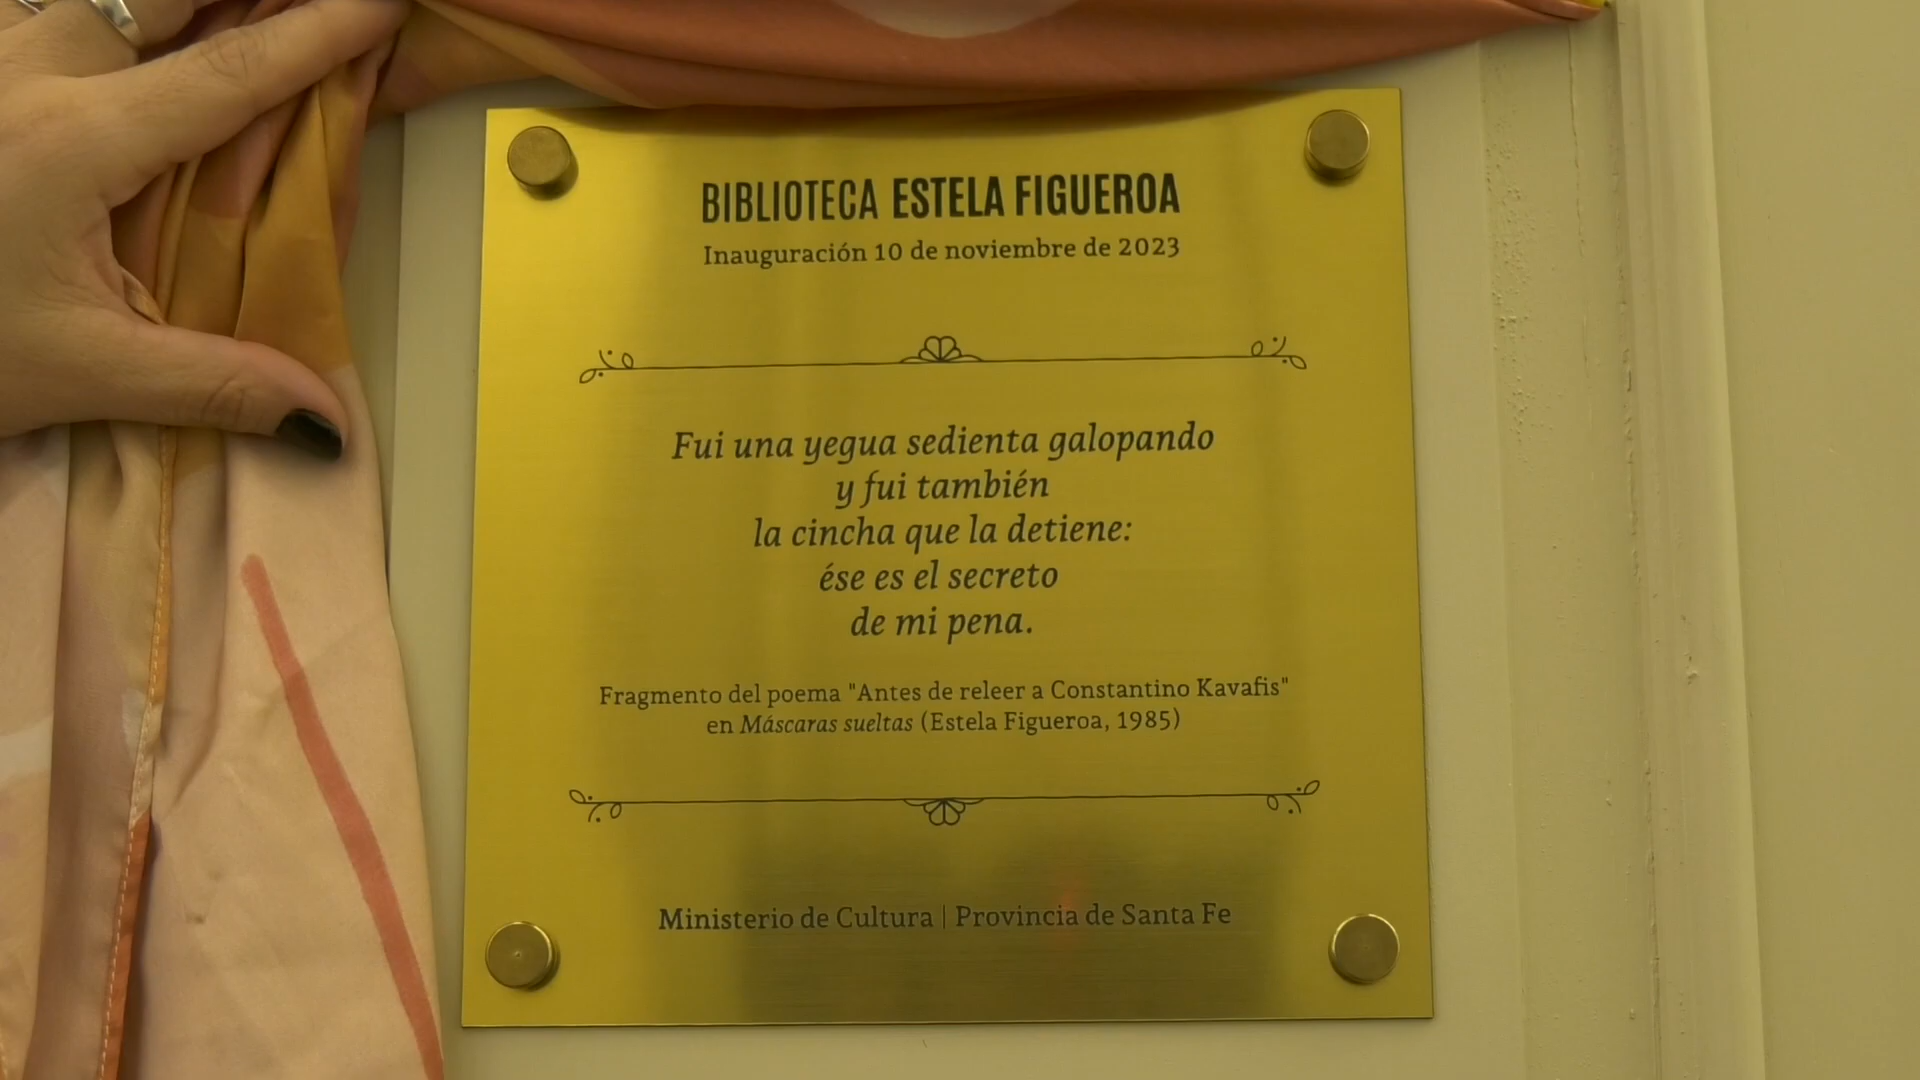 BIBLIOTECA ESTELA FIGUEROA
Inauguración 10 de noviembre de 2023
Fui una yegua sedienta galopando
y fui también
la cincha que la detiene:
ése es el secreto
de mi pena.
Fragmento del poema "Antes de releer a Constantino Kavafis"
en Máscaras sueltas (Estela Figueroa, 1985)
Ministerio de Cultura | Provincia de Santa Fe